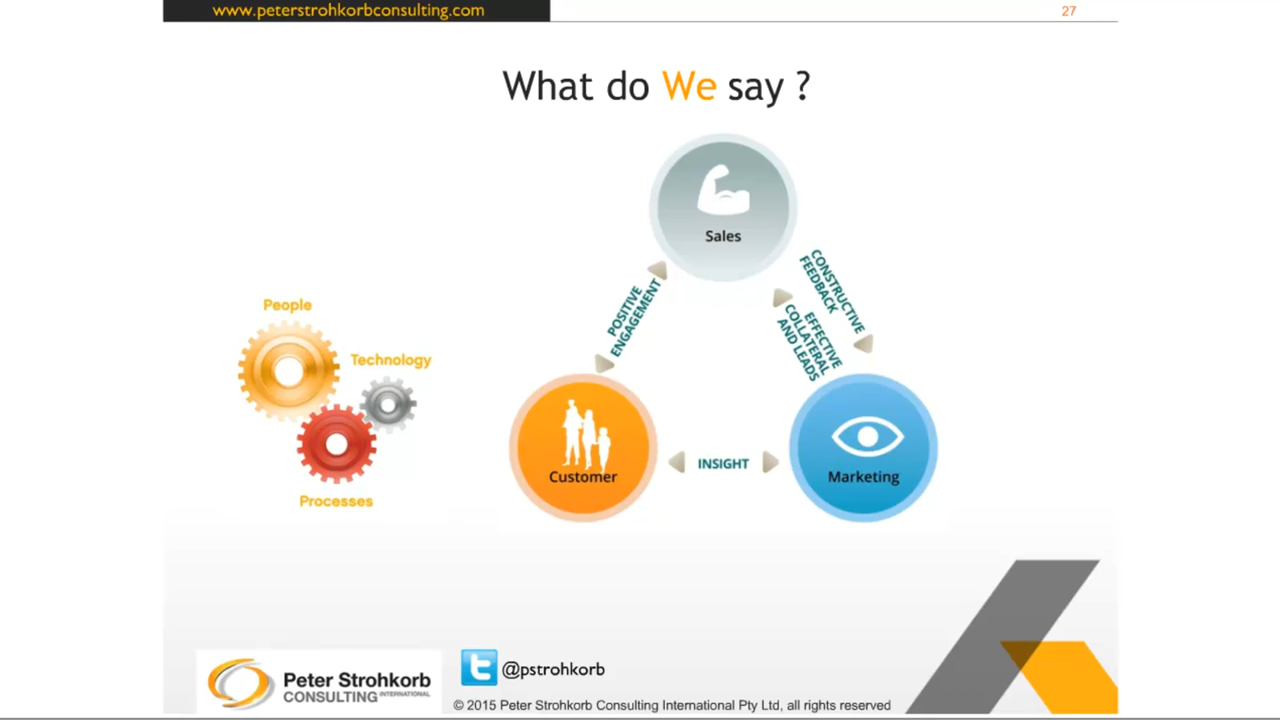 www.peterstrohkorbconsulting.com
27
What do We say ?
Sales
CONSTRUCTIVE
FEEDBACK
POSITIVE
ENGAGEMENT
EFFECTIVE
COLLATERAL
AND LEADS
People
Technology
Processes
Customer
INSIGHT
Marketing
Peter Strohkorb
CONSULTING INTERNATIONAL
@pstrohkorb
© 2015 Peter Strohkorb Consulting International Pty Ltd, all rights reserved